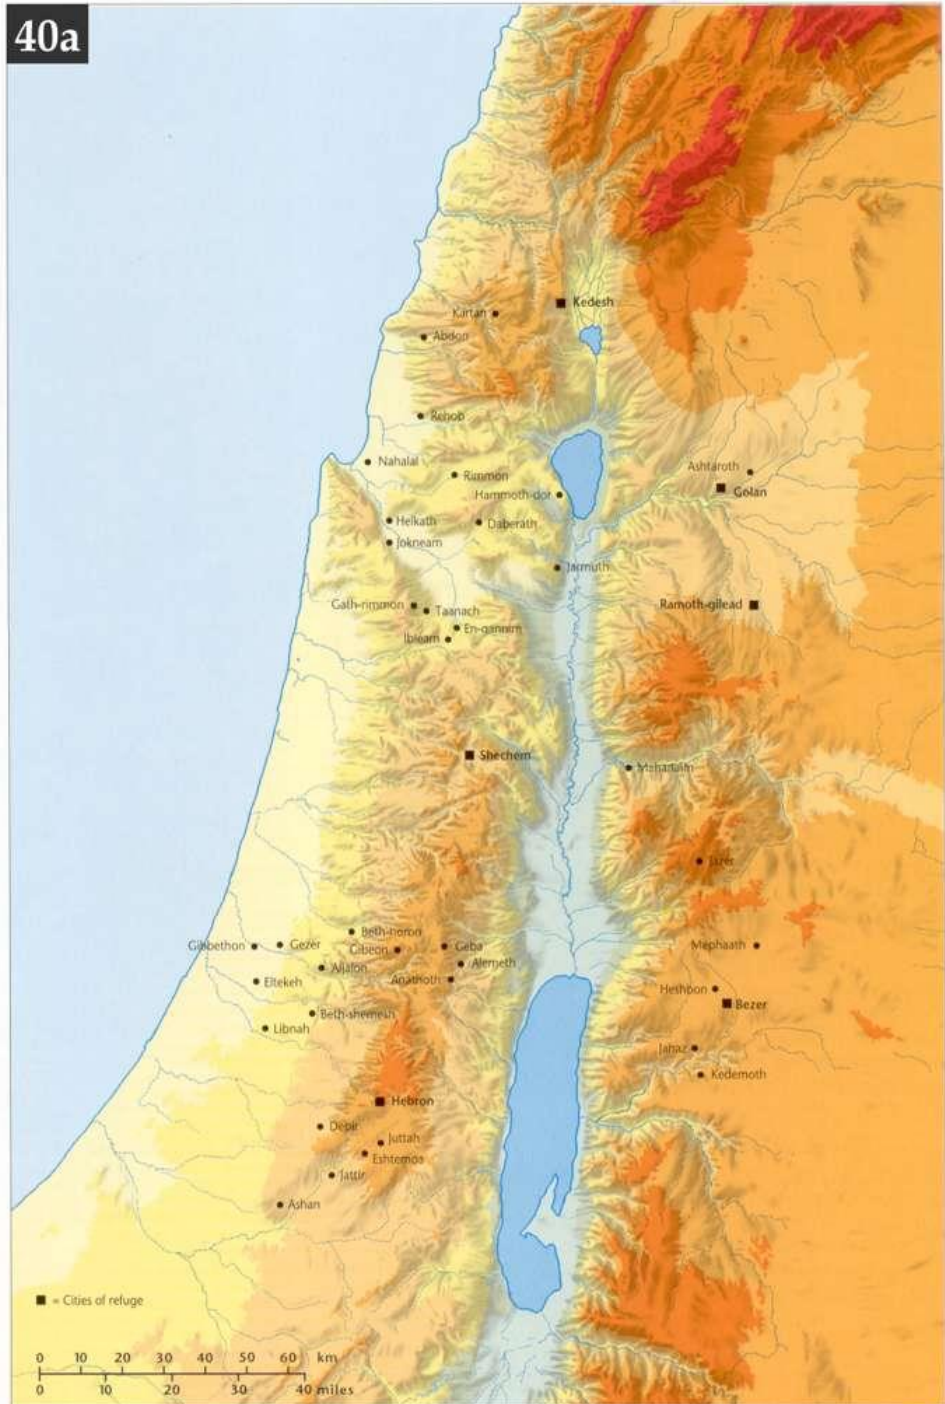 40a
Kedesh
Kartan
Abdon
Rehob
Nahalal
Rimmon
Ashtaroth
Hammoth-dor
Golan
Helkath
Daberath
Jokneam
Jarmuth
Gath-rimmon
Taanach
Ramoth-gilead
En-gannim
Ibleam
Shechem
Mahanaim
Jazer
Beth-horon
Gibbethon
Gezer
Gibeon
Geba
Mephaath
Aijalon
Alemeth
Eltekeh
Anathoth
Heshbon
Bezer
Beth-shemesh
Libnah
Jahaz
Kedemoth
Hebron
Debir
Juttah
Eshtemoa
Jattir
Ashan
= Cities of refuge
0 10 20 30 40 50 60 km
0 10 20 30 40 miles